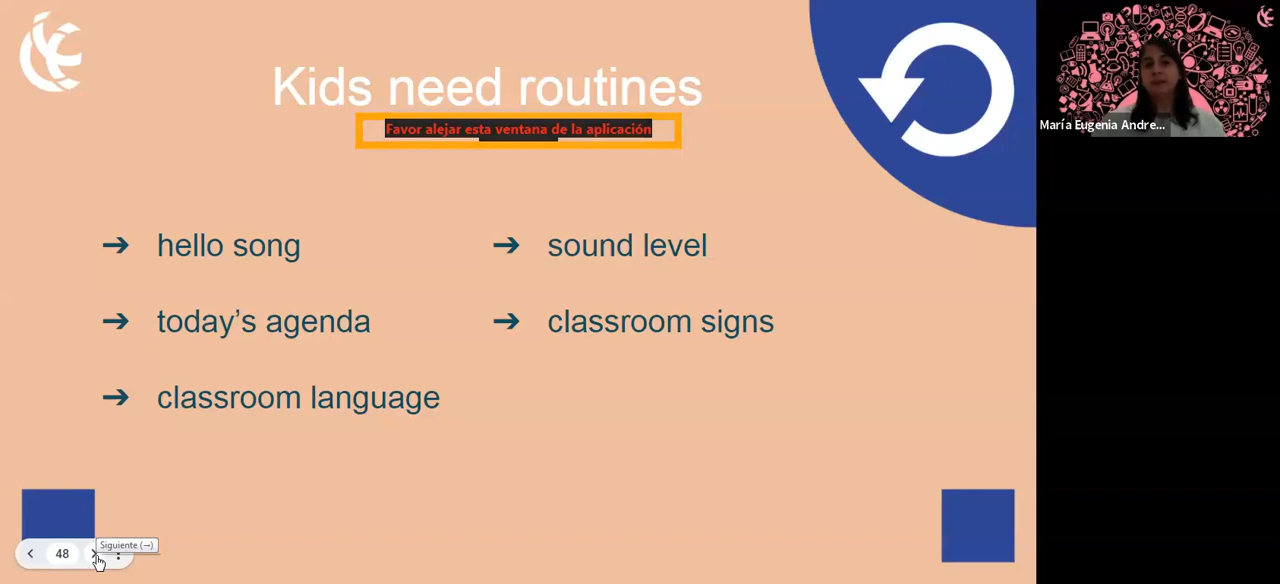 Kids need routines
Favor alejar esta ventana de la aplicación
María Eugenia Andre...
➔ hello song
➔ today's agenda
➔ classroom language
➔ sound level
➔ classroom signs
Siguiente (→)
48